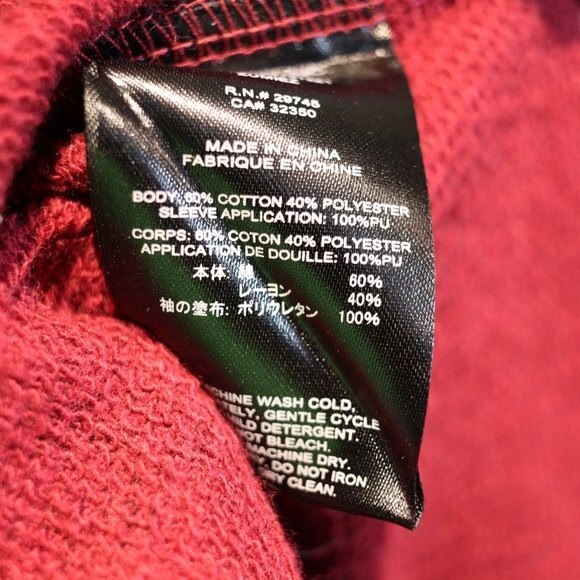 R.N.# 29745
CA# 32350
MADE IN CHINA
FABRIQUE EN CHINE
BODY: 60% COTTON 40% POLYESTER
SLEEVE APPLICATION: 100%PU
CORPS: 60% COTON 40% POLYESTER
APPLICATION DE DOUILLE: 100%PU
本体: 綿 60%
レーヨン 40%
袖の塗布: ポリウレタン 100%
WASH COLD,
GENTLE CYCLE
DETERGENT.
NOT BLEACH.
MACHINE DRY.
DO NOT IRON.
CLEAN.